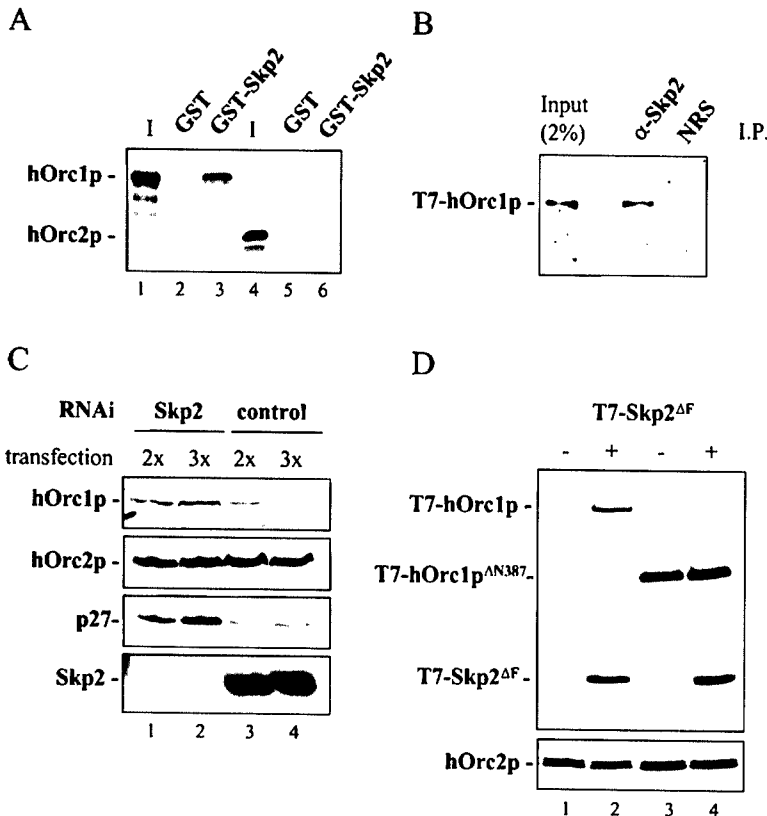 A
I GST GST-Skp2 I GST GST-Skp2
hOrc1p -
hOrc2p -
1 2 3 4 5 6
B
Input (2%) α-Skp2 NRS I.P.
T7-hOrc1p -
C
RNAi Skp2 control
transfection 2x 3x 2x 3x
hOrc1p -
hOrc2p -
p27-
Skp2 -
1 2 3 4
D
T7-Skp2ΔF
- + - +
T7-hOrc1p -
T7-hOrc1pΔN387-
T7-Skp2ΔF -
hOrc2p -
1 2 3 4